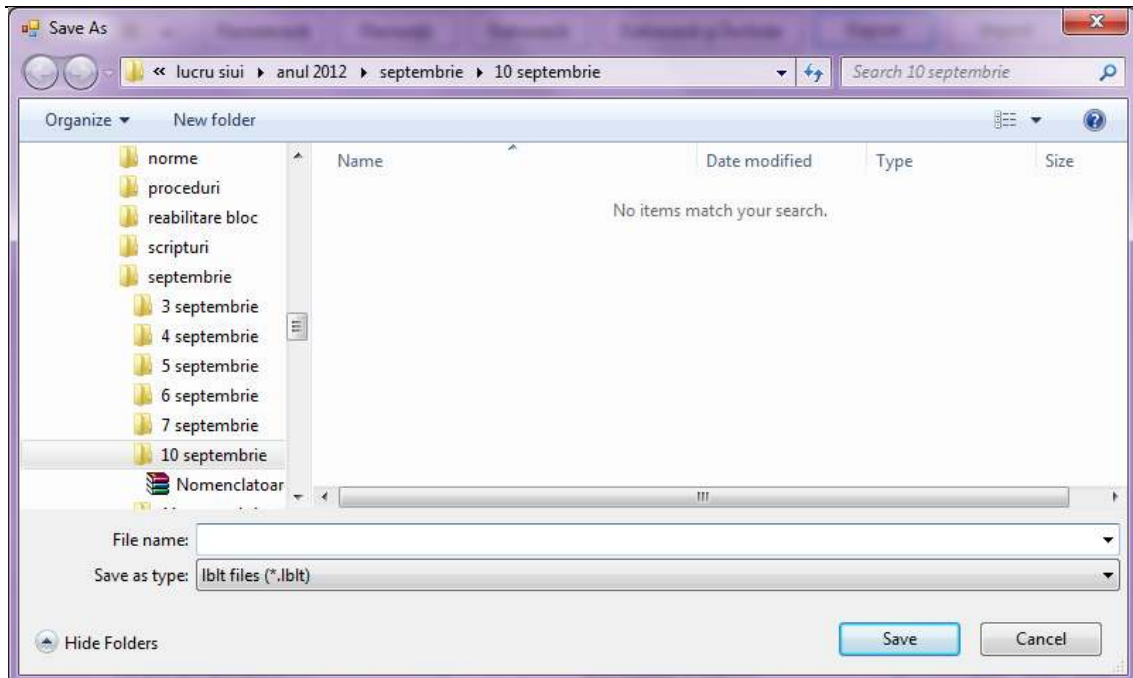 Save As
« lucru siui ▸ anul 2012 ▸ septembrie ▸ 10 septembrie
Search 10 septembrie
Organize
New folder
norme
proceduri
reabilitare bloc
scripturi
septembrie
3 septembrie
4 septembrie
5 septembrie
6 septembrie
7 septembrie
10 septembrie
Nomenclatoar
Name Date modified Type Size
No items match your search.
File name:
Save as type: lblt files (*.lblt)
Hide Folders
Save Cancel